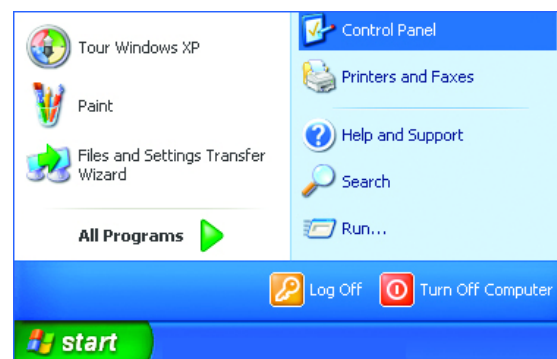 Tour Windows XP
Paint
Files and Settings Transfer
Wizard
All Programs
Control Panel
Printers and Faxes
Help and Support
Search
Run...
Log Off
Turn Off Computer
start